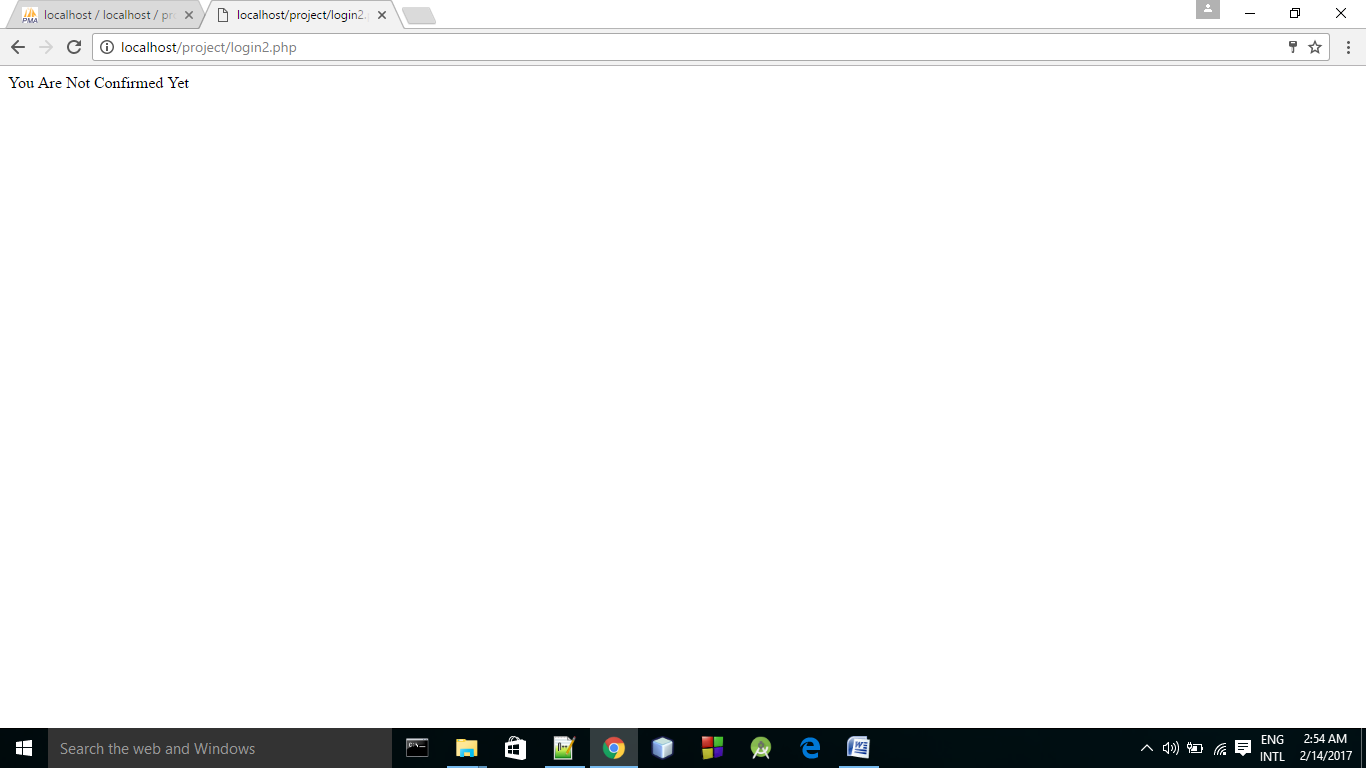 localhost / localhost / pr
localhost/project/login2.
localhost/project/login2.php
You Are Not Confirmed Yet
Search the web and Windows
ENG
INTL
2:54 AM
2/14/2017